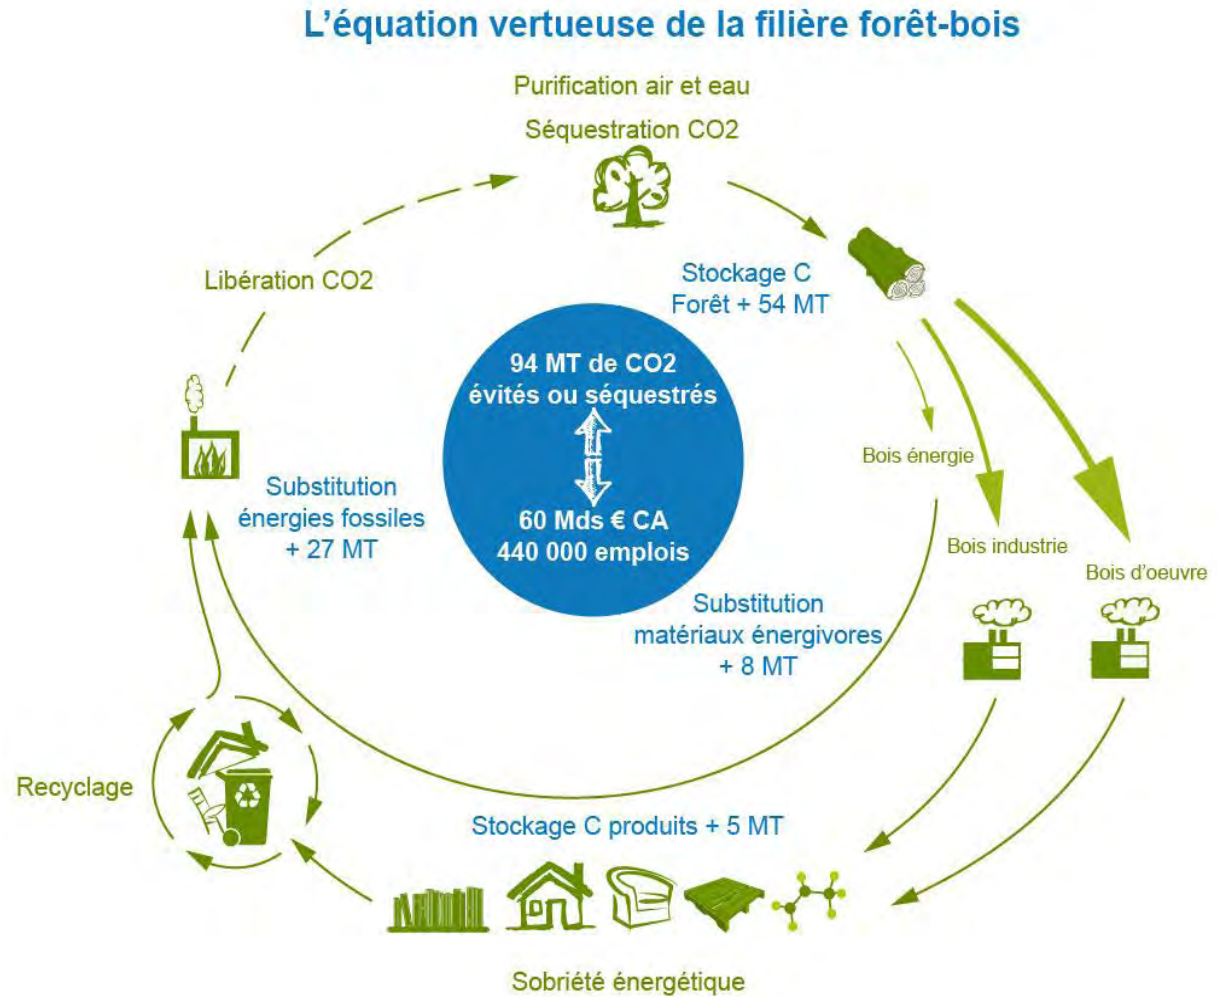 L'équation vertueuse de la filière forêt-bois
Purification air et eau
Séquestration CO2
Libération CO2
Stockage C
Forêt + 54 MT
94 MT de CO2
évités ou séquestrés
60 Mds € CA
440 000 emplois
Bois énergie
Bois industrie
Bois d'oeuvre
Substitution
énergies fossiles
+ 27 MT
Substitution
matériaux énergivores
+ 8 MT
Recyclage
Stockage C produits + 5 MT
Sobriété énergétique